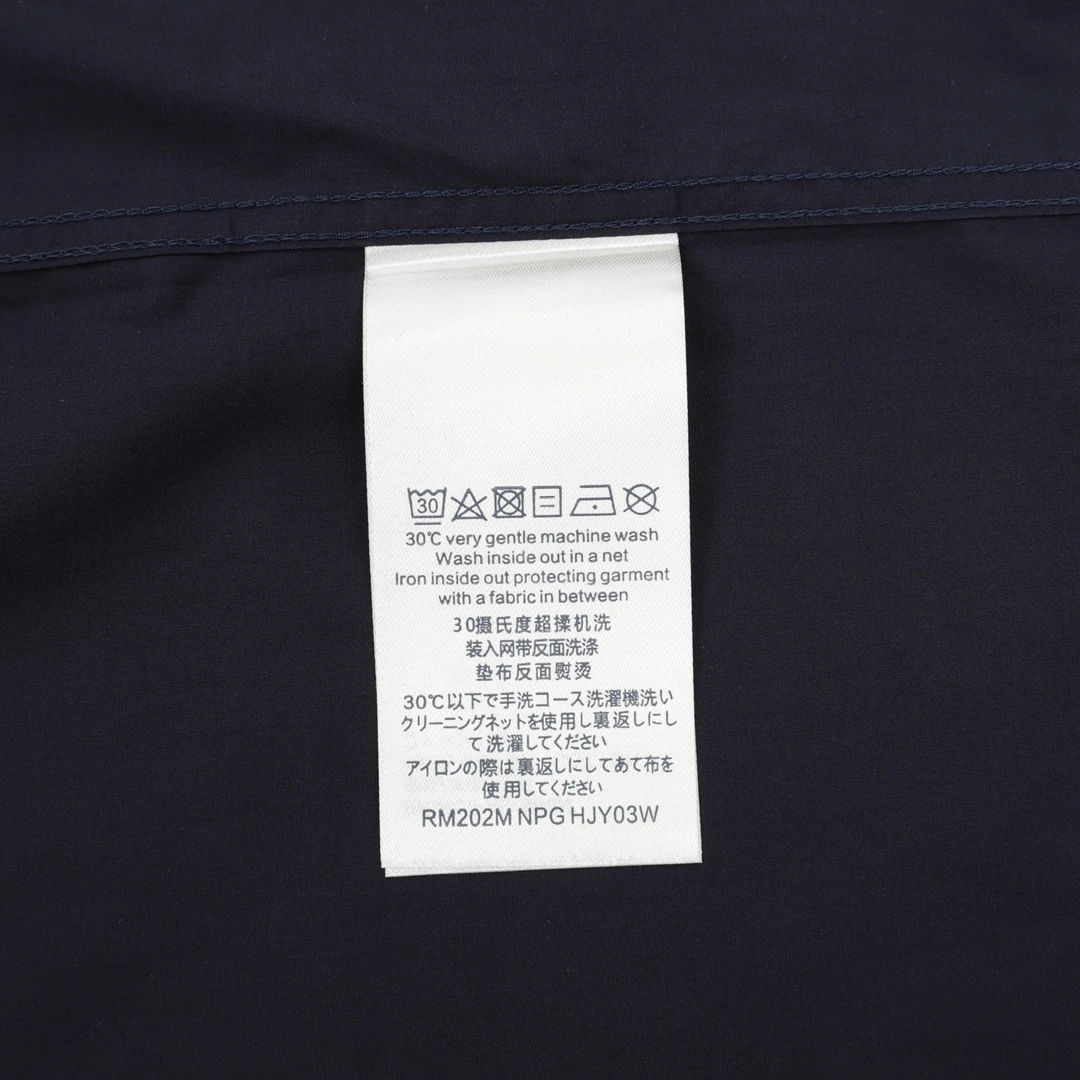 30
30℃ very gentle machine wash
Wash inside out in a net
Iron inside out protecting garment
with a fabric in between
30摄氏度超揉机洗
装入网带反面洗涤
垫布反面熨烫
30℃以下で手洗コース洗濯機洗い
クリーニングネットを使用し裏返しにし
て洗濯してください
アイロンの際は裏返しにしてあて布を
使用してください
RM202M NPG HJY03W